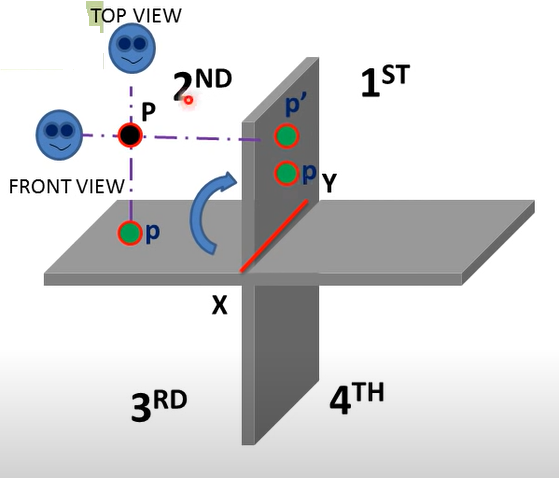 TOP VIEW
2ND
1ST
P
p’
FRONT VIEW
p
Y
p
X
3RD
4TH